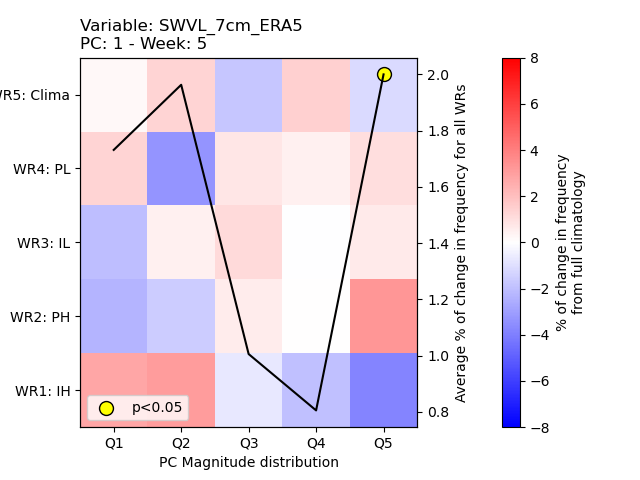 Variable: SWVL_7cm_ERA5
PC: 1 - Week: 5
WR5: Clima
WR4: PL
WR3: IL
WR2: PH
WR1: IH
p<0.05
Q1 Q2 Q3 Q4 Q5
PC Magnitude distribution
2.0
1.8
1.6
1.4
1.2
1.0
0.8
Average % of change in frequency for all WRs
8
6
4
2
0
−2
−4
−6
−8
% of change in frequency
from full climatology